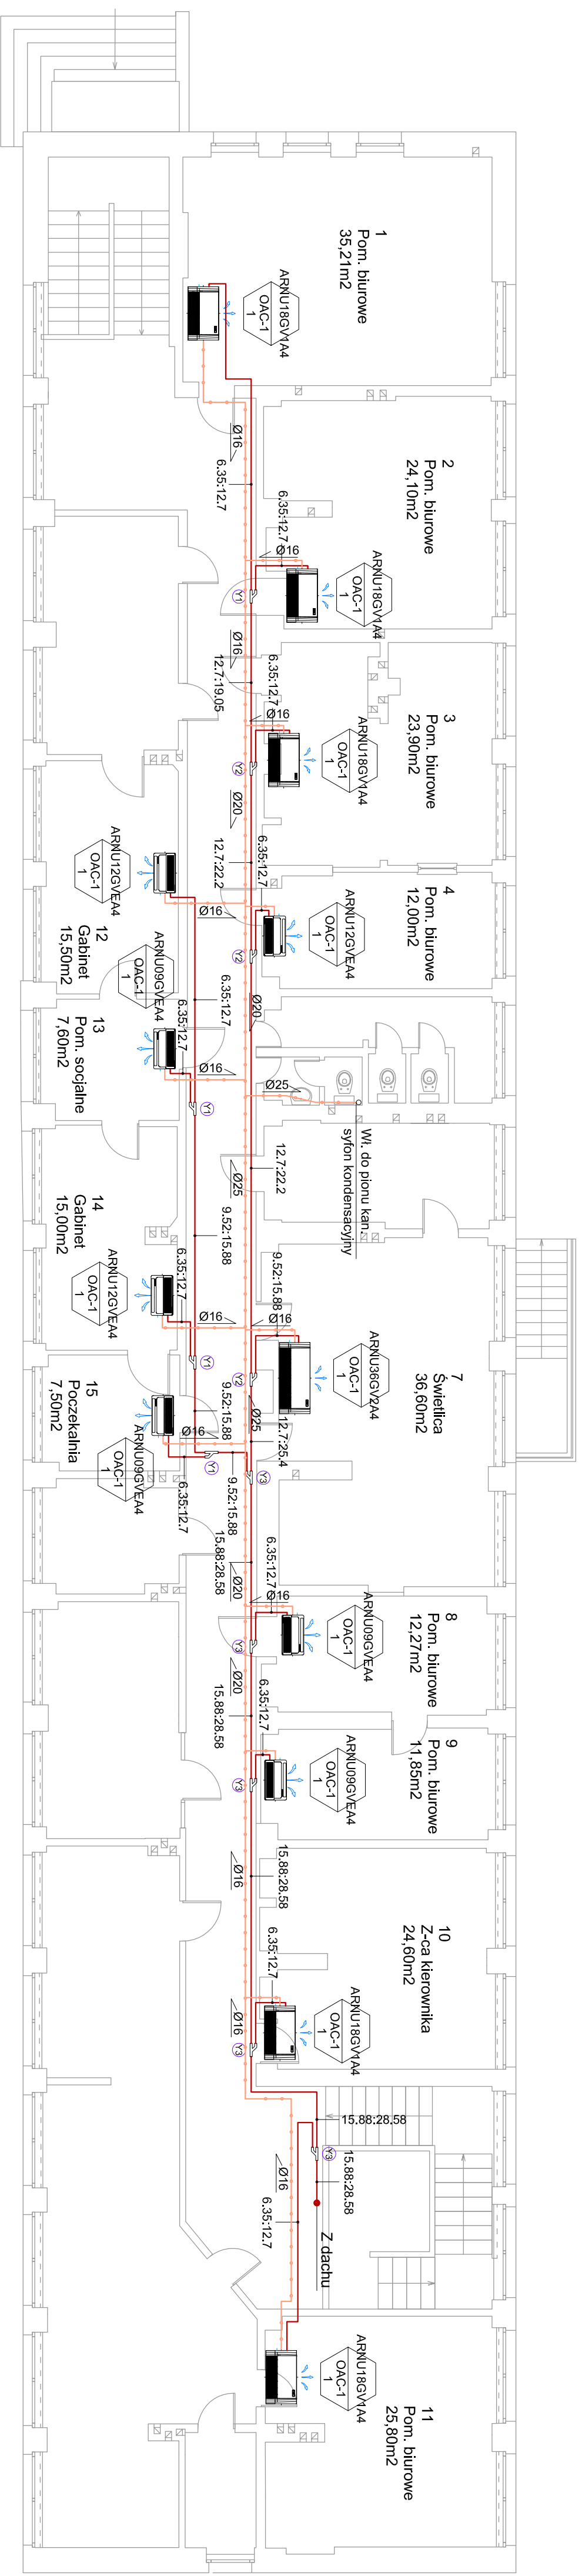 1
Pom. biurowe
35,21m2
ARNU18GV1A4
OAC-1
1
Ø16
6.35:12.7
2
Pom. biurowe
24,10m2
6.35:12.7
Ø16
ARNU18GV1A4
OAC-1
1
Y1
Ø16
12.7:19.05
3
Pom. biurowe
23,90m2
6.35:12.7
Ø16
ARNU18GV1A4
OAC-1
1
Y2
Ø20
12.7:22.2
4
Pom. biurowe
12,00m2
6.35:12.7
ARNU12GVEA4
OAC-1
1
Y2
Ø20
ARNU12GVEA4
OAC-1
1
Ø16
12
Gabinet
15,50m2
6.35:12.7
ARNU09GVEA4
OAC-1
1
13
Pom. socjalne
7,60m2
6.35:12.7
Ø16
Y1
Ø25
Wł. do pionu kan.
syfon kondensacyjny
12.7:22.2
Ø25
9.52:15.88
14
Gabinet
15,00m2
ARNU12GVEA4
OAC-1
1
6.35:12.7
Ø16
Y1
7
Świetlica
36,60m2
9.52:15.88
Ø16
ARNU36GV2A4
OAC-1
1
Y2
Ø25
12.7:25.4
9.52:15.88
15
Poczekalnia
7,50m2
ARNU09GVEA4
OAC-1
1
Ø16
6.35:12.7
Y1
9.52:15.88
Y3
15.88:28.58
Ø20
8
Pom. biurowe
12,27m2
6.35:12.7
Ø16
ARNU09GVEA4
OAC-1
1
Y3
Ø20
15.88:28.58
9
Pom. biurowe
11,85m2
6.35:12.7
ARNU09GVEA4
OAC-1
1
Y3
Ø16
15.88:28.58
10
Z-ca kierownika
24,60m2
6.35:12.7
ARNU18GV1A4
OAC-1
1
Ø16
Y3
15.88:28.58
Y3
15.88:28.58
Ø16
6.35:12.7
Z dachu
11
Pom. biurowe
25,80m2
ARNU18GV1A4
OAC-1
1